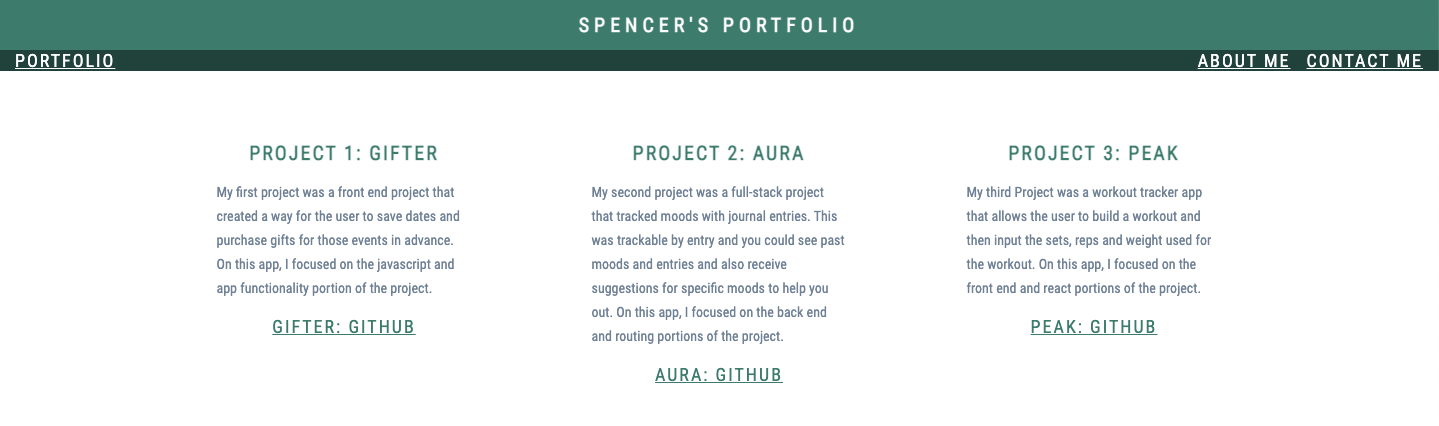 SPENCER'S PORTFOLIO
PORTFOLIO
ABOUT ME CONTACT ME
PROJECT 1: GIFTER
My first project was a front end project that
created a way for the user to save dates and
purchase gifts for those events in advance.
On this app, I focused on the javascript and
app functionality portion of the project.
GIFTER: GITHUB
PROJECT 2: AURA
My second project was a full-stack project
that tracked moods with journal entries. This
was trackable by entry and you could see past
moods and entries and also receive
suggestions for specific moods to help you
out. On this app, I focused on the back end
and routing portions of the project.
AURA: GITHUB
PROJECT 3: PEAK
My third Project was a workout tracker app
that allows the user to build a workout and
then input the sets, reps and weight used for
the workout. On this app, I focused on the
front end and react portions of the project.
PEAK: GITHUB